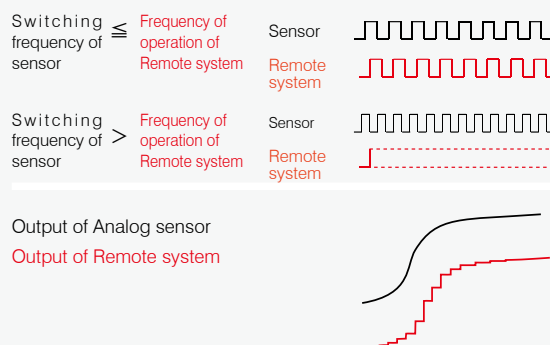 Switching
frequency of
sensor
≦
Frequency of
operation of
Remote system
Sensor
Remote
system
Switching
frequency of
sensor
>
Frequency of
operation of
Remote system
Sensor
Remote
system
Output of Analog sensor
Output of Remote system